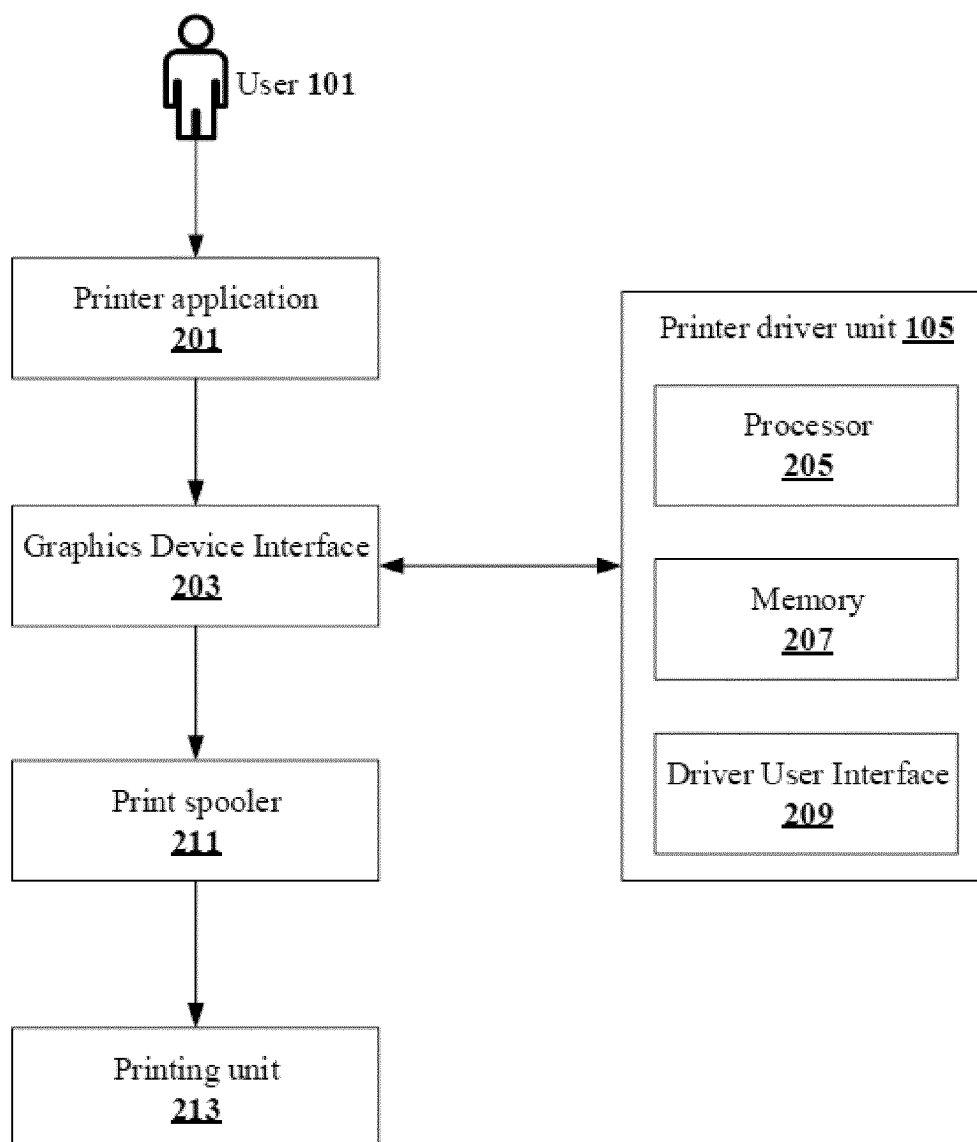 User 101
Printer application
201
Graphics Device Interface
203
Print spooler
211
Printing unit
213
Printer driver unit 105
Processor
205
Memory
207
Driver User Interface
209